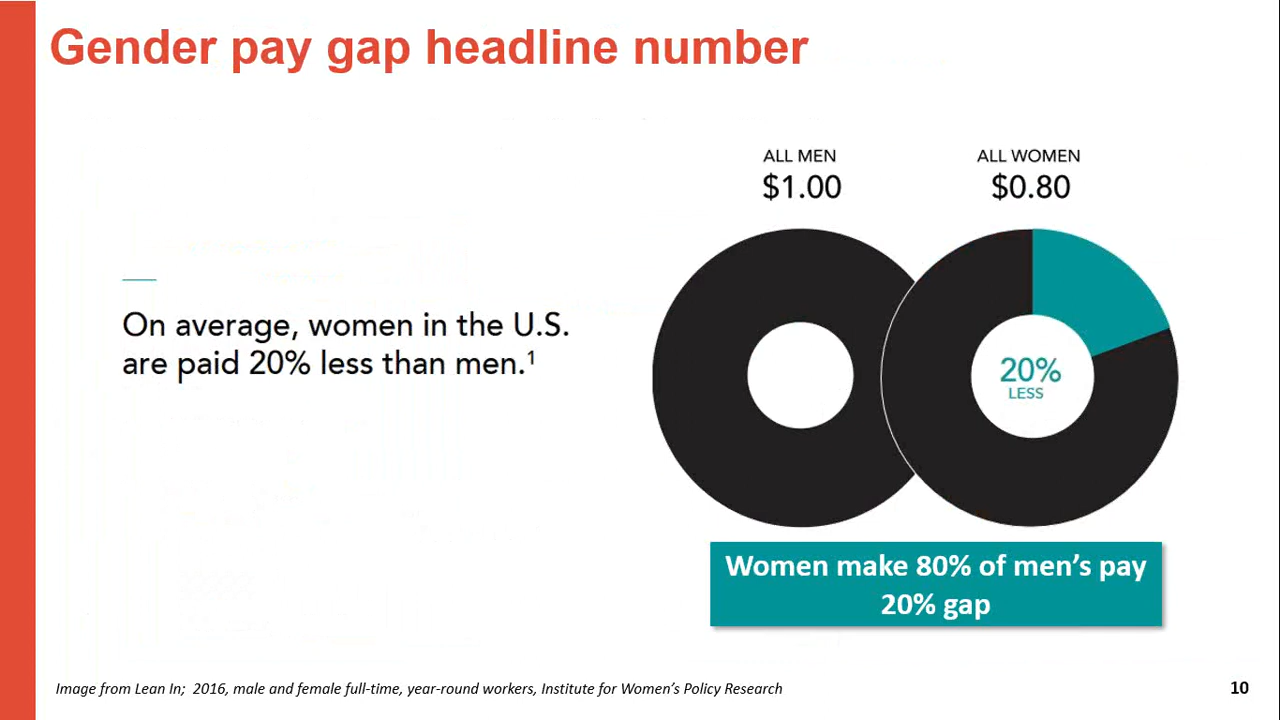 Gender pay gap headline number
ALL MEN
$1.00
ALL WOMEN
$0.80
On average, women in the U.S.
are paid 20% less than men.¹
20%
LESS
Women make 80% of men’s pay
20% gap
Image from Lean In;  2016, male and female full-time, year-round workers, Institute for Women’s Policy Research
10